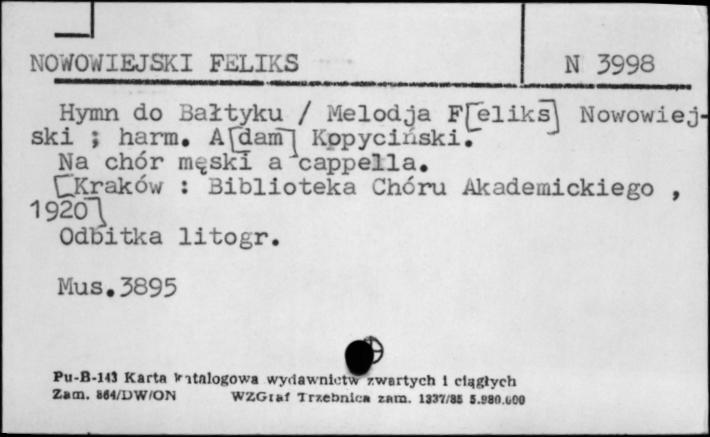 NOWOWIEJSKI FELIKS N 3998
Hymn do Bałtyku / Melodja F[eliks] Nowowiej-
ski ; harm. A[dam] Kopyciński.
Na chór męski a cappella.
[Kraków : Biblioteka Chóru Akademickiego ,
1920]
Odbitka litogr.
Mus.3895
Pu-B-143 Karta katalogowa wydawnictw zwartych i ciągłych
Zam. 864/DW/ON WZGraf Trzebnica zam. 1337/85 5.980.000